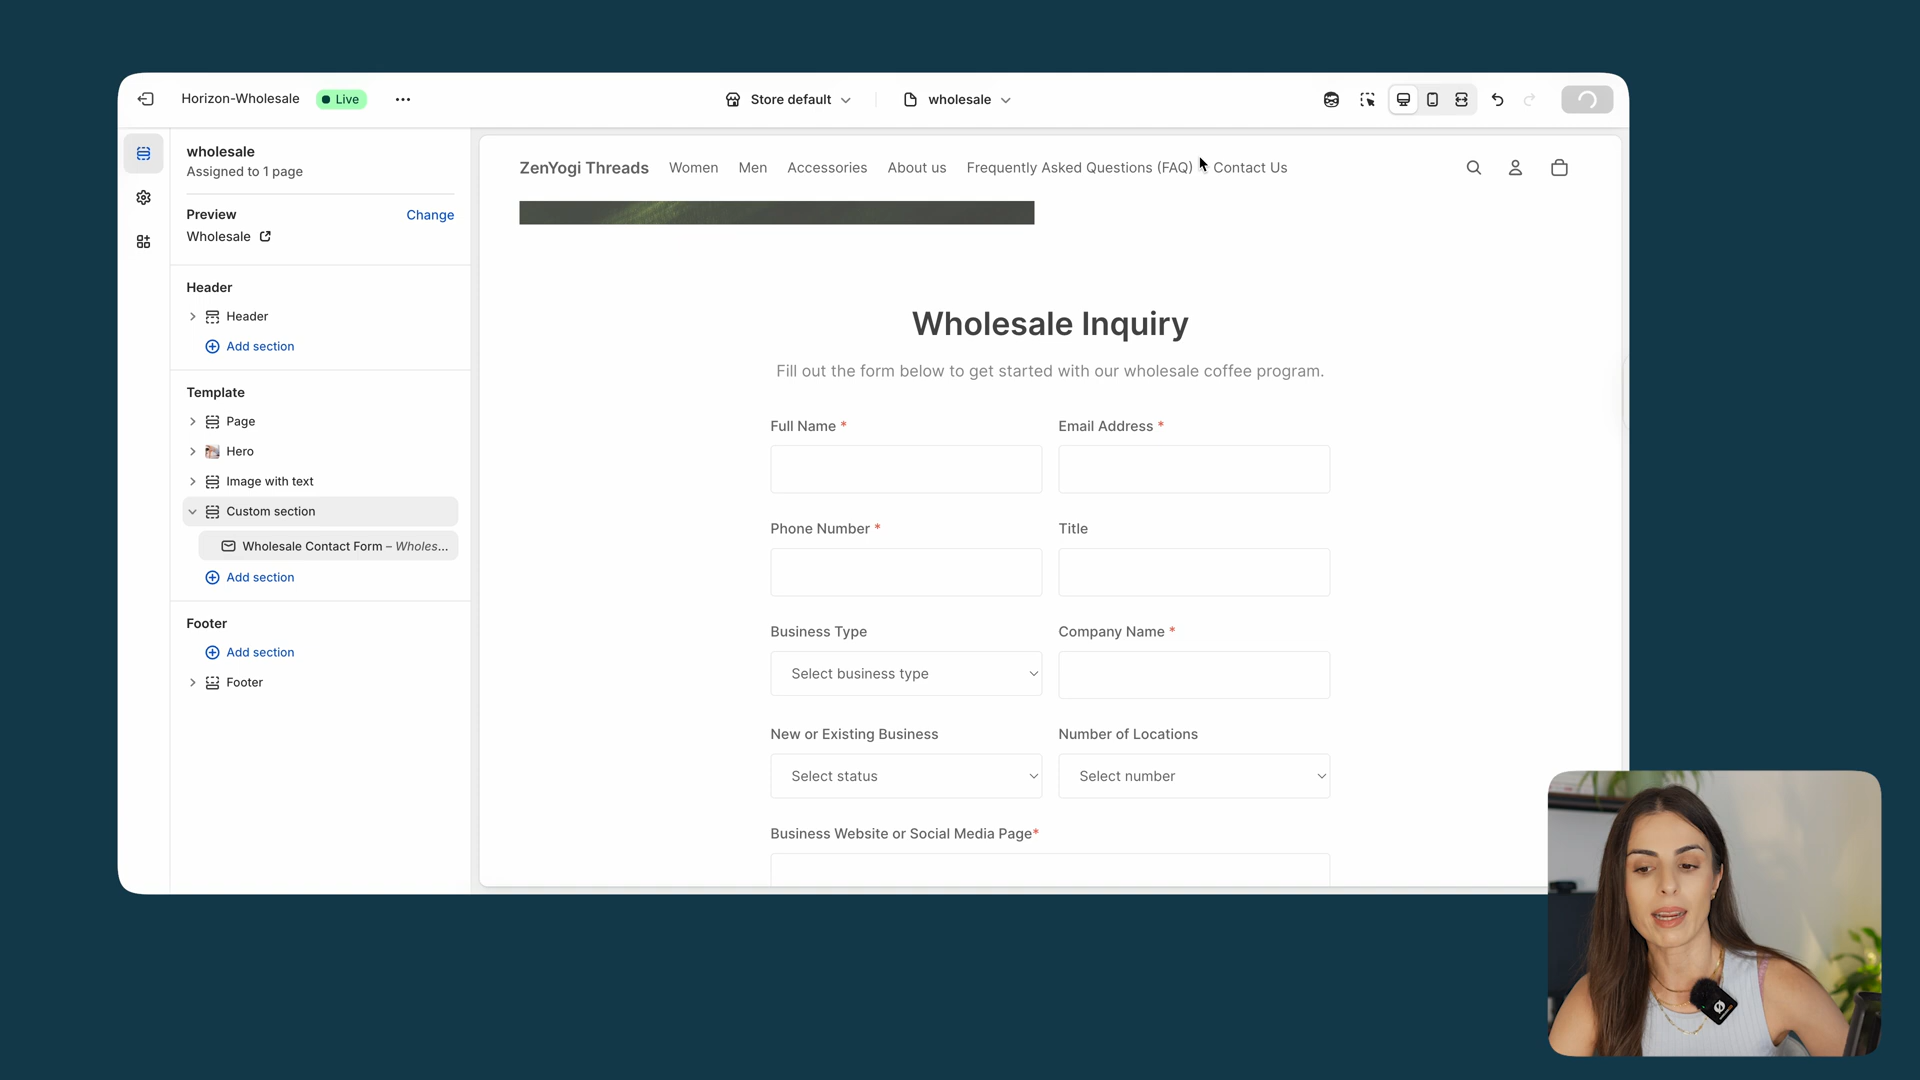 Horizon-Wholesale
Live
Store default
wholesale
wholesale
Assigned to 1 page
Preview
Change
Wholesale
Header
Header
Add section
Template
Page
Hero
Image with text
Custom section
Wholesale Contact Form – Wholes...
Add section
Footer
Add section
Footer
ZenYogi Threads Women Men Accessories About us Frequently Asked Questions (FAQ) Contact Us
Wholesale Inquiry
Fill out the form below to get started with our wholesale coffee program.
Full Name *
Email Address *
Phone Number *
Title
Business Type
Company Name *
Select business type
New or Existing Business
Number of Locations
Select status
Select number
Business Website or Social Media Page*